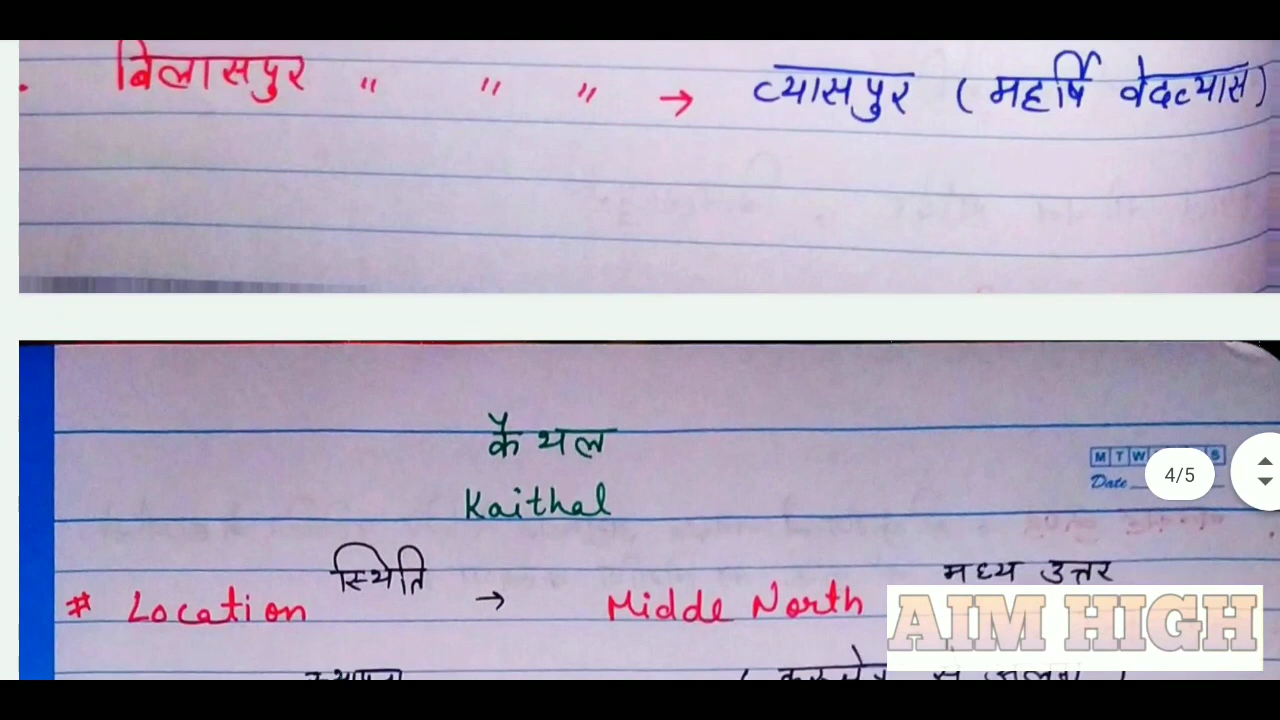 . बिलासपुर " " " → व्यासपुर ( महर्षि वेदव्यास )
कैथल
M T W S
Kaithal
4/5
Date
स्थिति मध्य उत्तर
# Location → Midde North
AIM HIGH